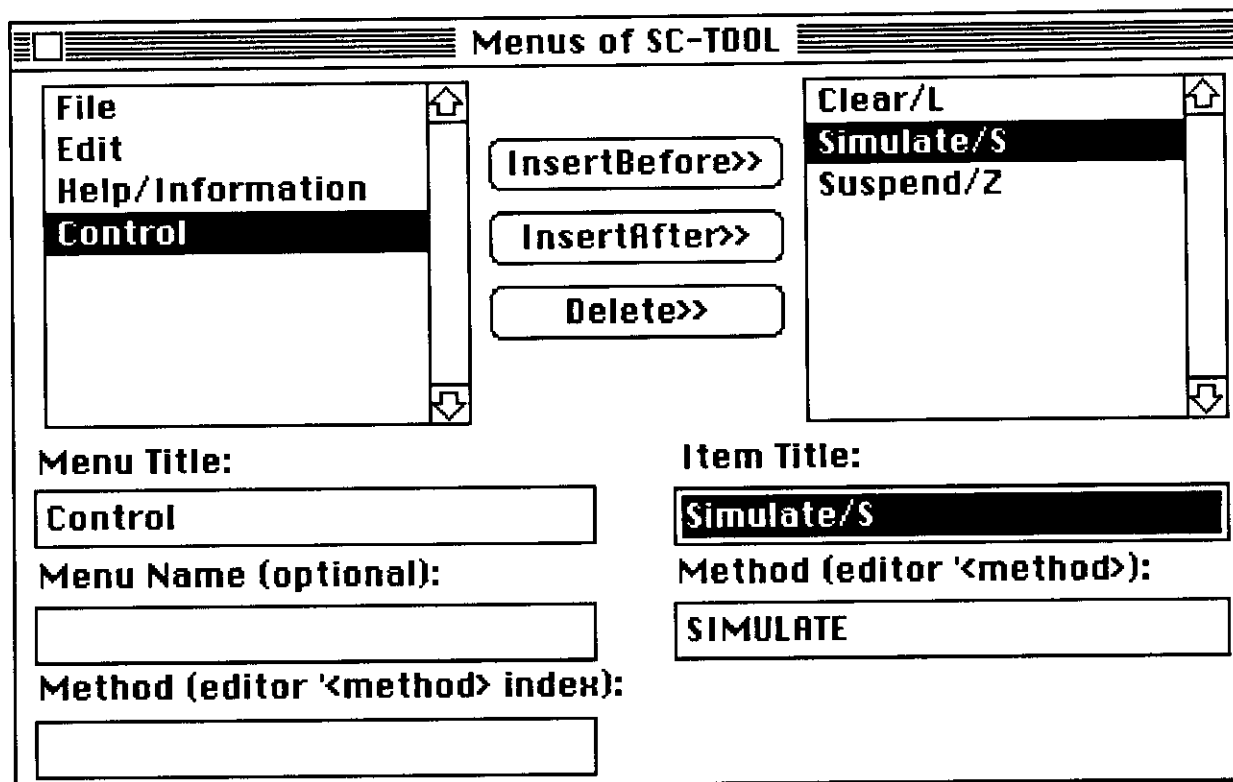 Menus of SC-TOOL
File
Edit
Help/Information
Control
InsertBefore>>
InsertAfter>>
Delete>>
Clear/L
Simulate/S
Suspend/Z
Menu Title:
Control
Menu Name (optional):
Method (editor '<method> index):
Item Title:
Simulate/S
Method (editor '<method>):
SIMULATE